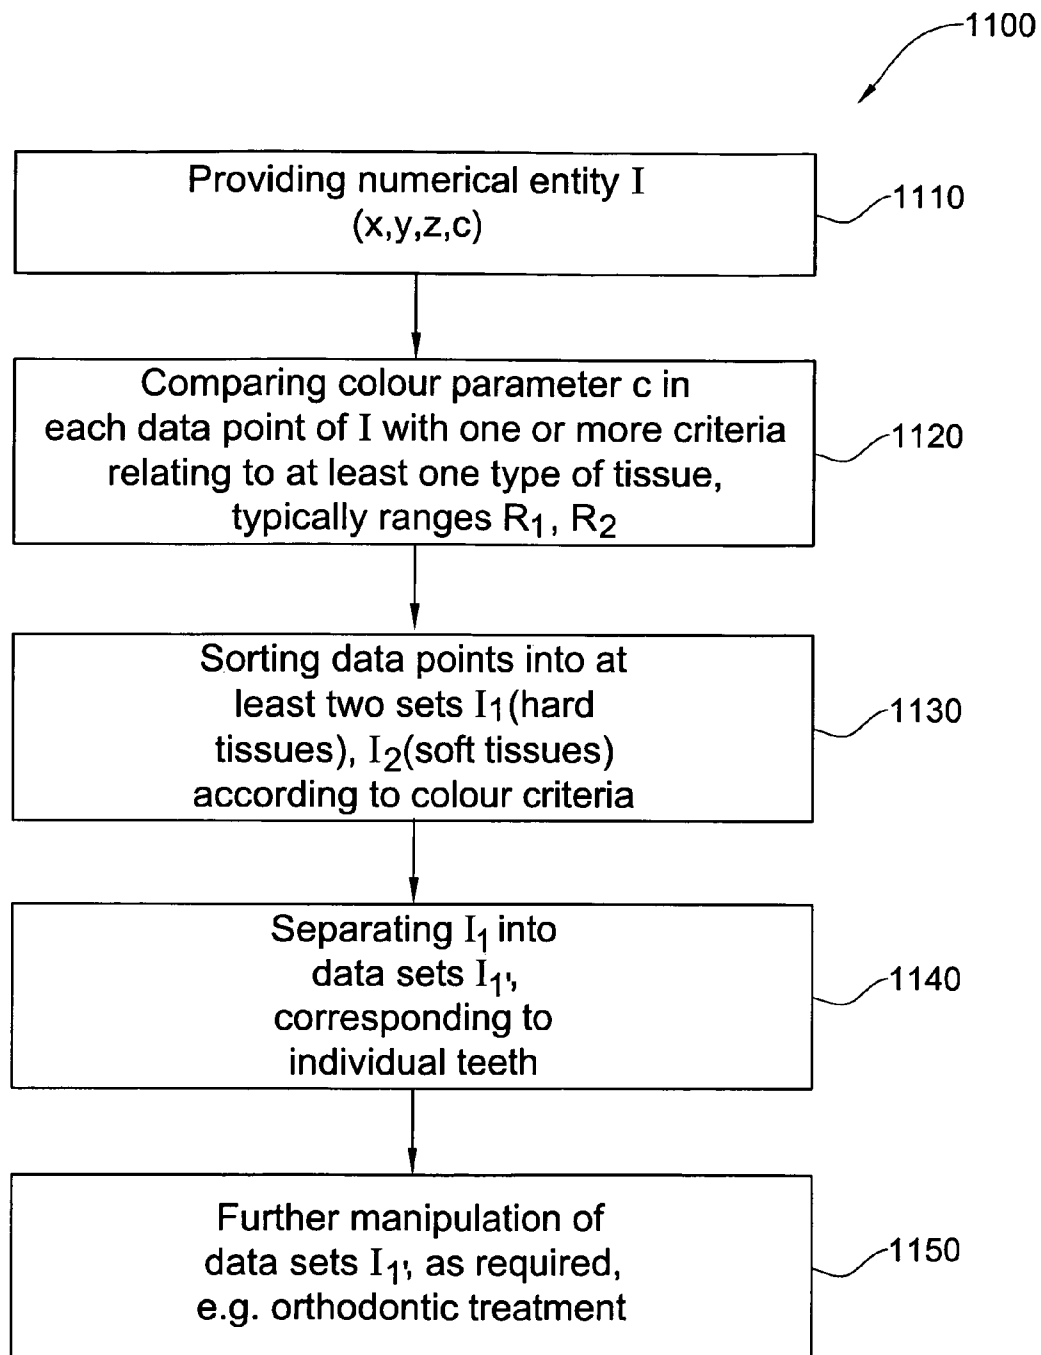 1100
Providing numerical entity I
(x,y,z,c)
1110
Comparing colour parameter c in
each data point of I with one or more criteria
relating to at least one type of tissue,
typically ranges R₁, R₂
1120
Sorting data points into at
least two sets I₁(hard
tissues), I₂(soft tissues)
according to colour criteria
1130
Separating I₁ into
data sets I₁',
corresponding to
individual teeth
1140
Further manipulation of
data sets I₁', as required,
e.g. orthodontic treatment
1150